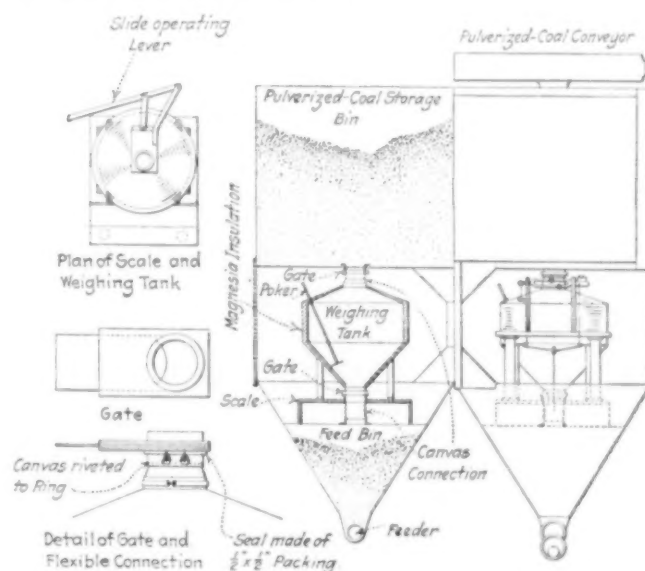 Slide operating
Lever
Pulverized-Coal Conveyor
Pulverized-Coal Storage
Bin
Magnesia Insulation
Plan of Scale and
Weighing Tank
Gate
Poker
Weighing
Tank
Gate
Scale
Feed Bin
Canvas
Connection
Feeder
Gate
Canvas riveted
to Ring
Detail of Gate and
Flexible Connection
Seal made of
½"x½" Packing.